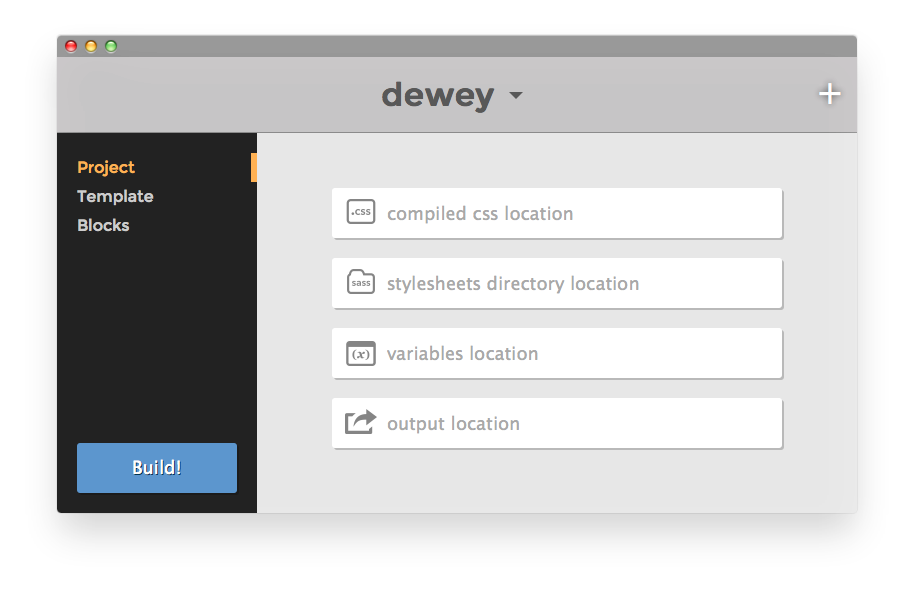 dewey
Project
Template
Blocks
.css compiled css location
sass stylesheets directory location
(x) variables location
output location
Build!